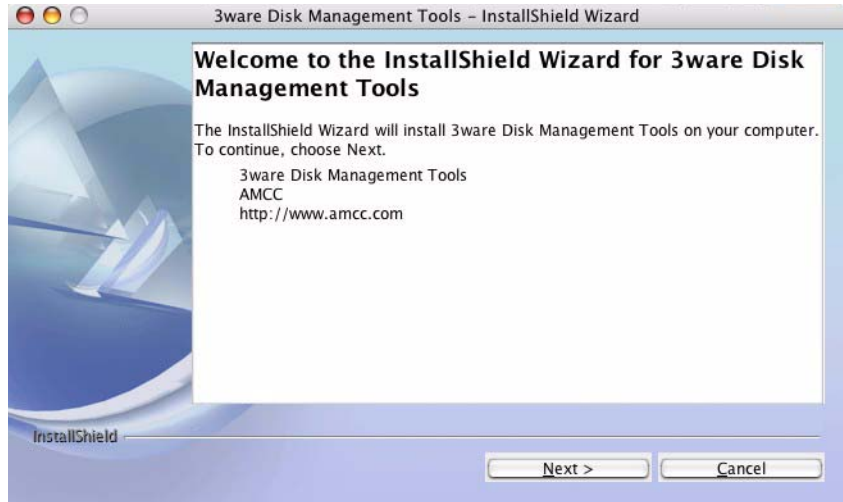 3ware Disk Management Tools – InstallShield Wizard
Welcome to the InstallShield Wizard for 3ware Disk
Management Tools
The InstallShield Wizard will install 3ware Disk Management Tools on your computer.
To continue, choose Next.
3ware Disk Management Tools
AMCC
http://www.amcc.com
InstallShield
Next >
Cancel